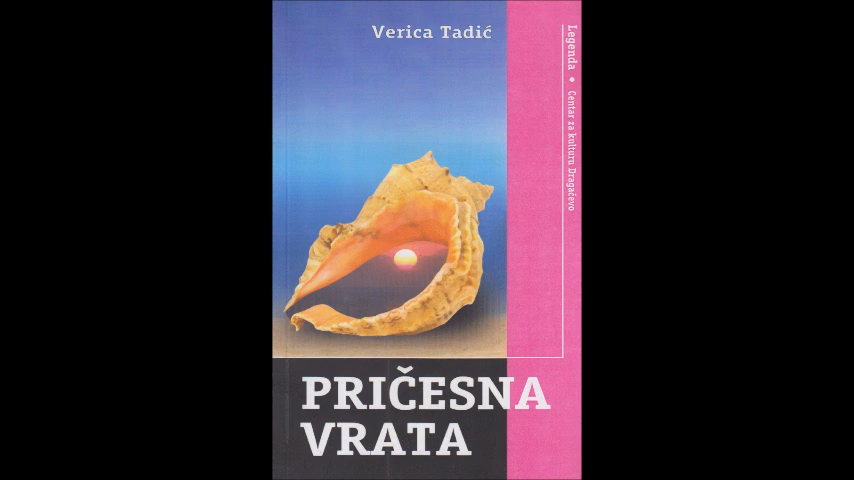 Verica Tadić
Legenda • Centar za kulturu Dragačevo
PRIČESNA
VRATA